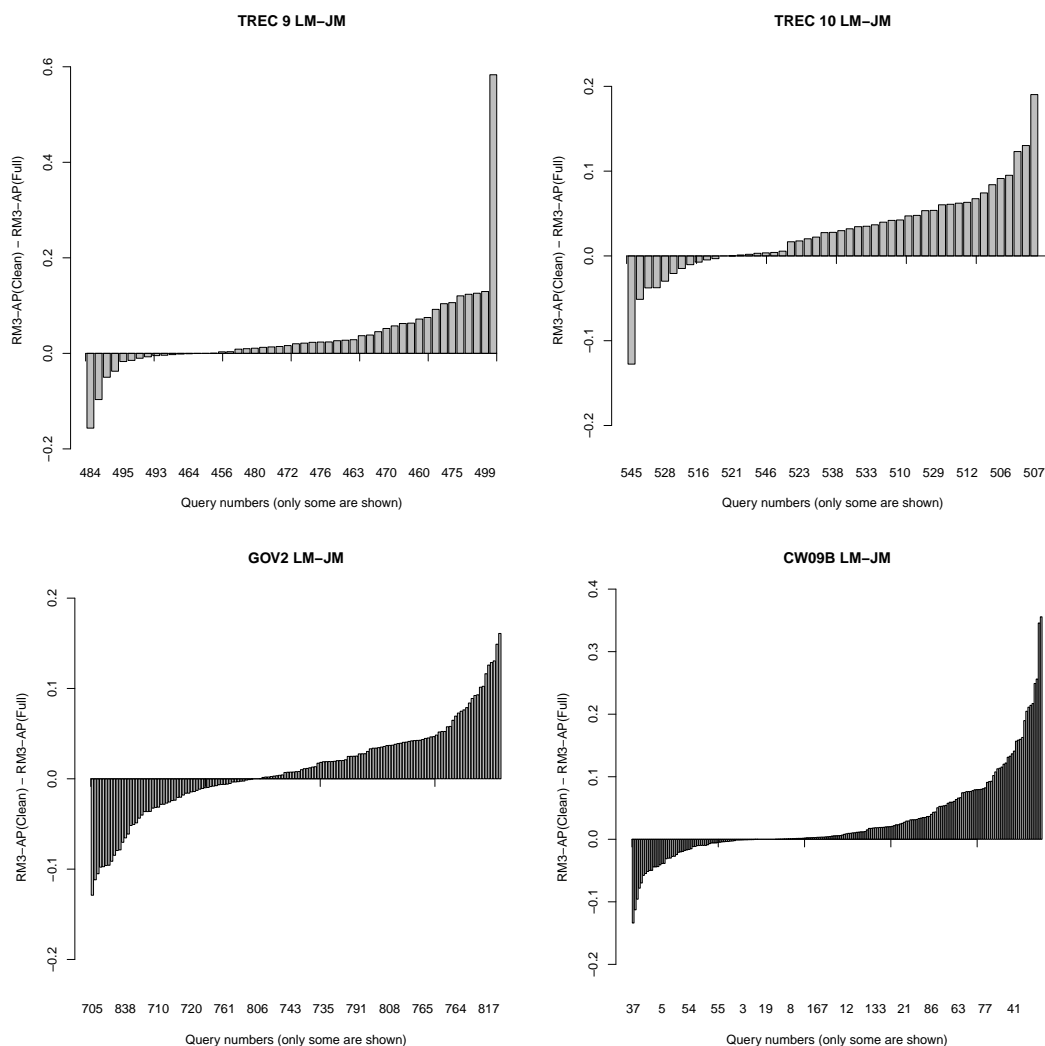 TREC 9 LM−JM
RM3−AP(Clean) − RM3−AP(Full)
0.6
0.4
0.2
0.0
−0.2
484 495 493 464 456 480 472 476 463 470 460 475 499
Query numbers (only some are shown)
TREC 10 LM−JM
RM3−AP(Clean) − RM3−AP(Full)
0.2
0.1
0.0
−0.1
−0.2
545 528 516 521 546 523 538 533 510 529 512 506 507
Query numbers (only some are shown)
GOV2 LM−JM
RM3−AP(Clean) − RM3−AP(Full)
0.2
0.1
0.0
−0.1
−0.2
705 838 710 720 761 806 743 735 791 808 765 764 817
Query numbers (only some are shown)
CW09B LM−JM
RM3−AP(Clean) − RM3−AP(Full)
0.4
0.3
0.2
0.1
0.0
−0.1
−0.2
37 5 54 55 3 19 8 167 12 133 21 86 63 77 41
Query numbers (only some are shown)